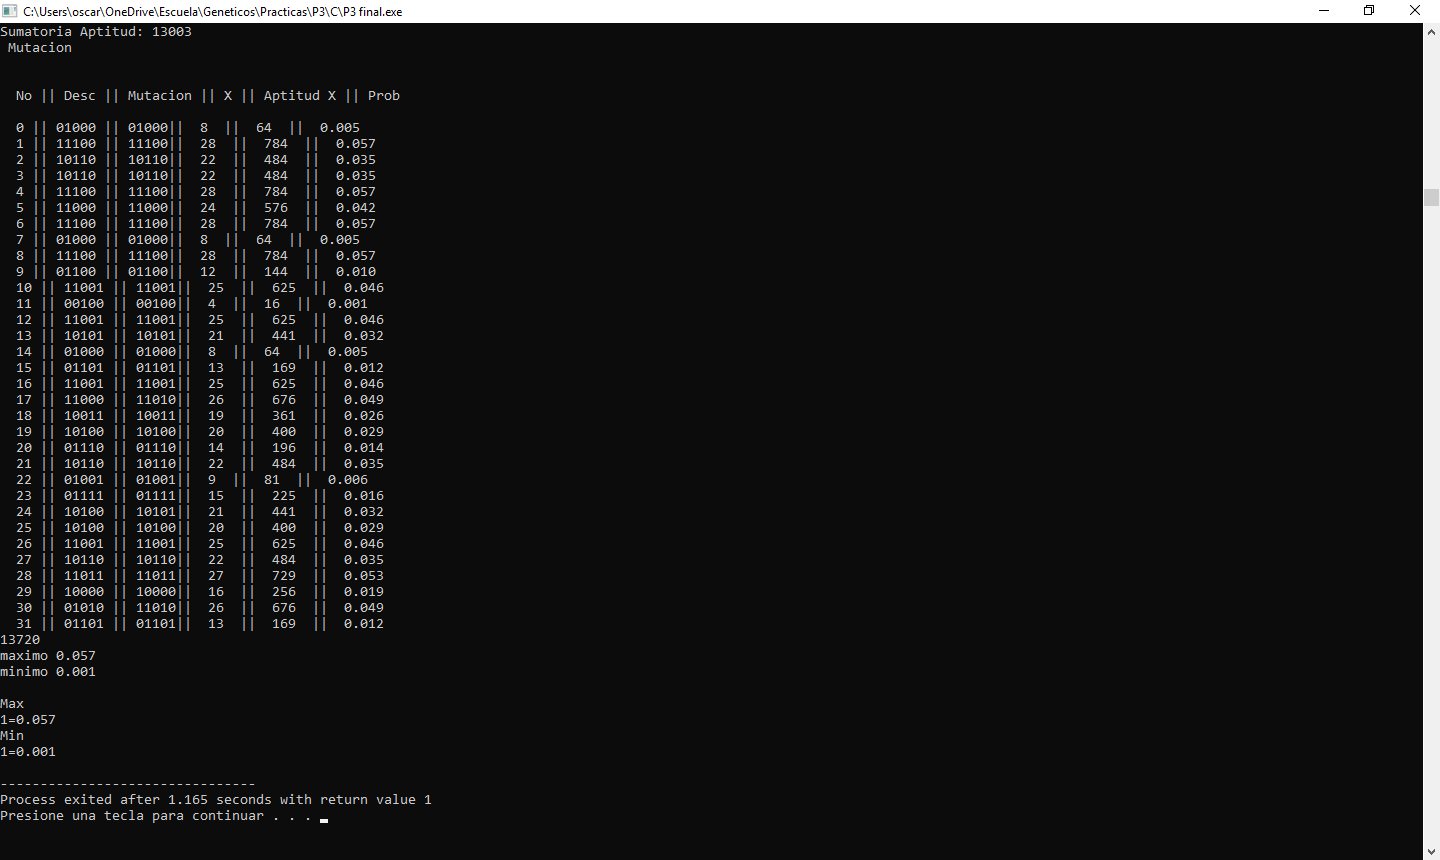 C:\Users\oscar\OneDrive\Escuela\Geneticos\Practicas\P3\C\P3 final.exe
Sumatoria Aptitud: 13003
 Mutacion
  No || Desc || Mutacion || X || Aptitud X || Prob
  0 || 01000 || 01000||  8  ||  64  ||  0.005
  1 || 11100 || 11100||  28  ||  784  ||  0.057
  2 || 10110 || 10110||  22  ||  484  ||  0.035
  3 || 10110 || 10110||  22  ||  484  ||  0.035
  4 || 11100 || 11100||  28  ||  784  ||  0.057
  5 || 11000 || 11000||  24  ||  576  ||  0.042
  6 || 11100 || 11100||  28  ||  784  ||  0.057
  7 || 01000 || 01000||  8  ||  64  ||  0.005
  8 || 11100 || 11100||  28  ||  784  ||  0.057
  9 || 01100 || 01100||  12  ||  144  ||  0.010
  10 || 11001 || 11001||  25  ||  625  ||  0.046
  11 || 00100 || 00100||  4  ||  16  ||  0.001
  12 || 11001 || 11001||  25  ||  625  ||  0.046
  13 || 10101 || 10101||  21  ||  441  ||  0.032
  14 || 01000 || 01000||  8  ||  64  ||  0.005
  15 || 01101 || 01101||  13  ||  169  ||  0.012
  16 || 11001 || 11001||  25  ||  625  ||  0.046
  17 || 11000 || 11010||  26  ||  676  ||  0.049
  18 || 10011 || 10011||  19  ||  361  ||  0.026
  19 || 10100 || 10100||  20  ||  400  ||  0.029
  20 || 01110 || 01110||  14  ||  196  ||  0.014
  21 || 10110 || 10110||  22  ||  484  ||  0.035
  22 || 01001 || 01001||  9  ||  81  ||  0.006
  23 || 01111 || 01111||  15  ||  225  ||  0.016
  24 || 10100 || 10101||  21  ||  441  ||  0.032
  25 || 10100 || 10100||  20  ||  400  ||  0.029
  26 || 11001 || 11001||  25  ||  625  ||  0.046
  27 || 10110 || 10110||  22  ||  484  ||  0.035
  28 || 11011 || 11011||  27  ||  729  ||  0.053
  29 || 10000 || 10000||  16  ||  256  ||  0.019
  30 || 01010 || 11010||  26  ||  676  ||  0.049
  31 || 01101 || 01101||  13  ||  169  ||  0.012
13720
maximo 0.057
minimo 0.001
Max
1=0.057
Min
1=0.001
--------------------------------
Process exited after 1.165 seconds with return value 1
Presione una tecla para continuar . . .